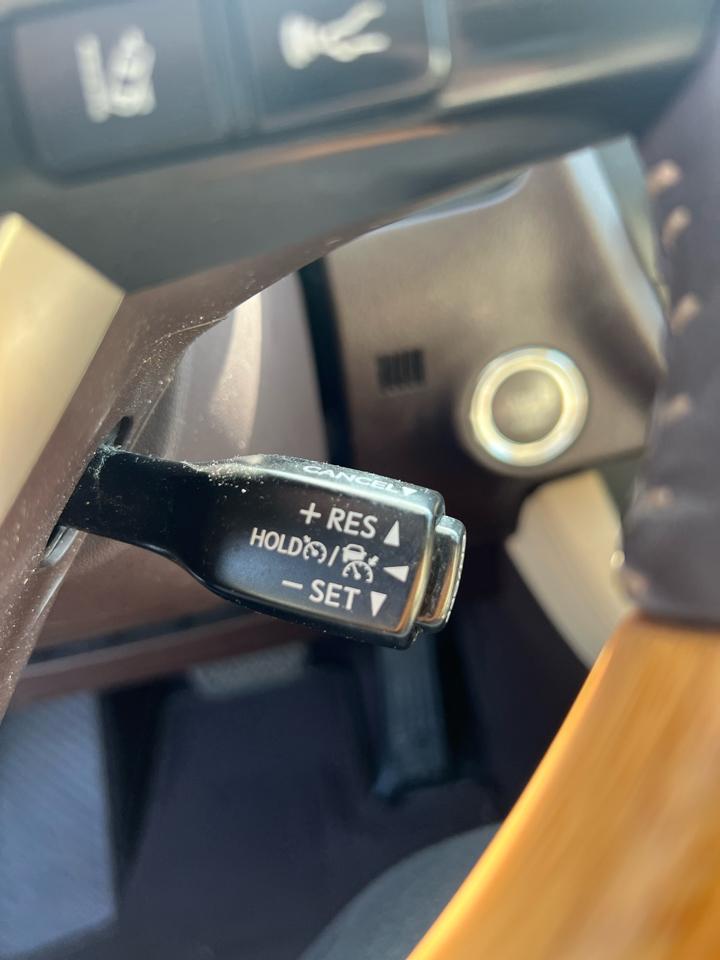 CANCEL
+ RES
HOLD /
− SET